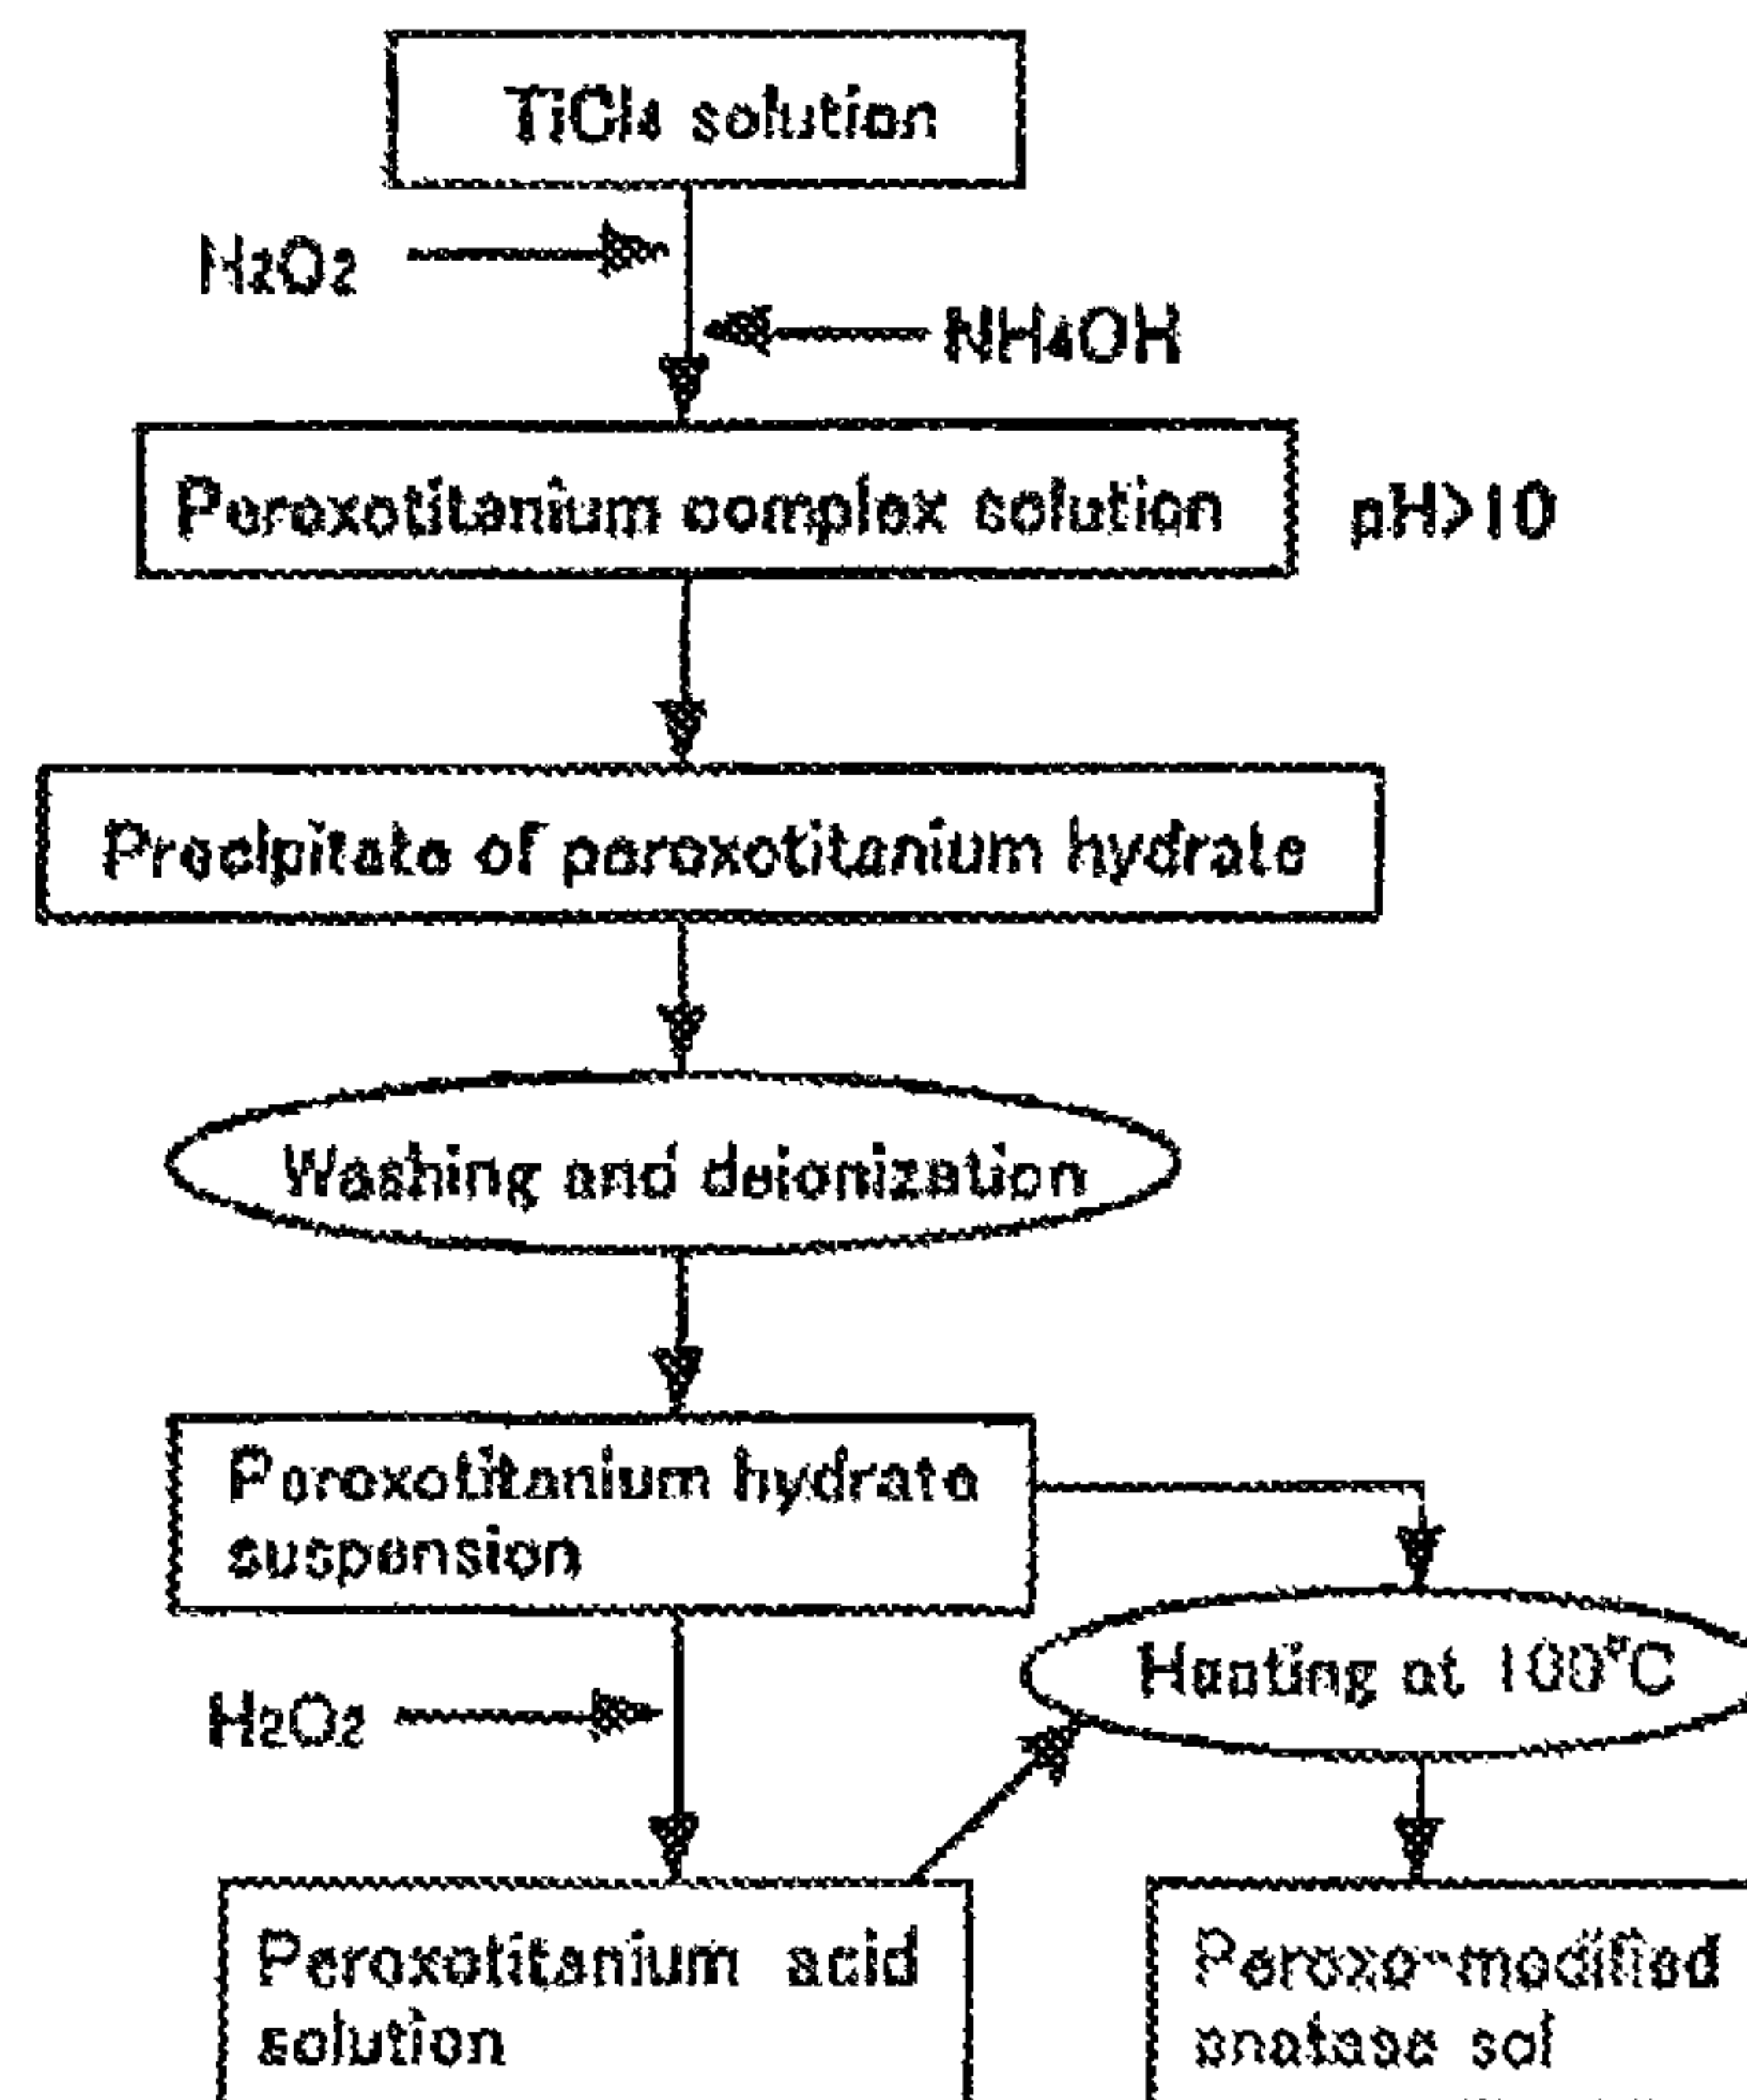 TiCl4 solution
H2O2
NH4OH
Peroxotitanium complex solution
pH>10
Precipitate of peroxotitanium hydrate
Washing and deionization
Peroxotitanium hydrate
suspension
Heating at 100°C
H2O2
Peroxotitanium acid
solution
Peroxo-modified
anatase sol